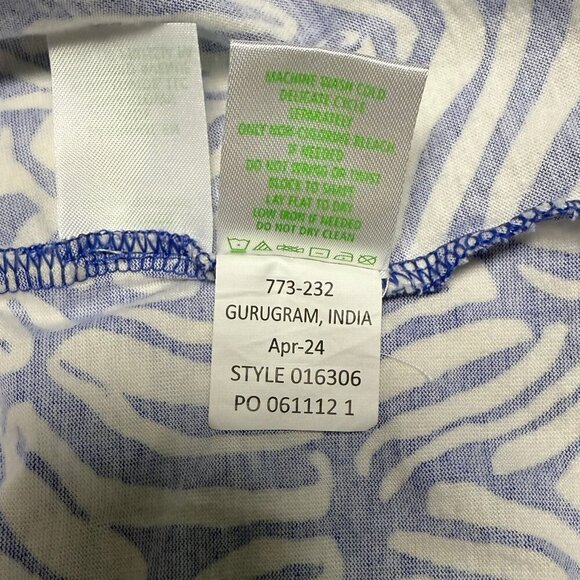 MACHINE WASH COLD
DELICATE CYCLE
SEPARATELY
ONLY NON-CHLORINE BLEACH
IF NEEDED
DO NOT WRING OR TWIST
BLOCK TO SHAPE
LAY FLAT TO DRY
LOW IRON IF NEEDED
DO NOT DRY CLEAN
773-232
GURUGRAM, INDIA
Apr-24
STYLE 016306
PO 061112 1